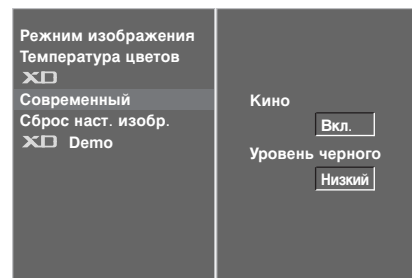 Режим изображения
Температура цветов
XD
Современный
Сброс наст. изобр.
XD Demo
Кино
Вкл.
Уровень черного
Низкий